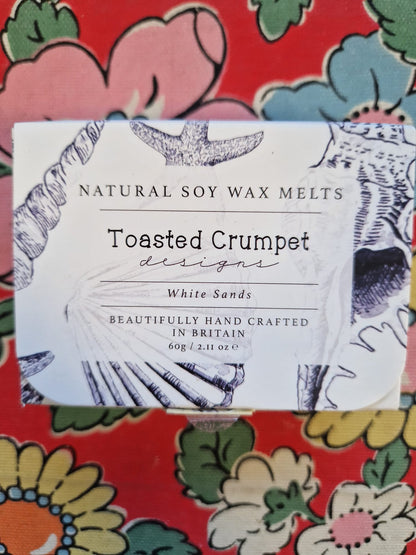 NATURAL SOY WAX MELTS
Toasted Crumpet
designs
White Sands
BEAUTIFULLY HAND CRAFTED
IN BRITAIN
60g / 2.11 oz ℮